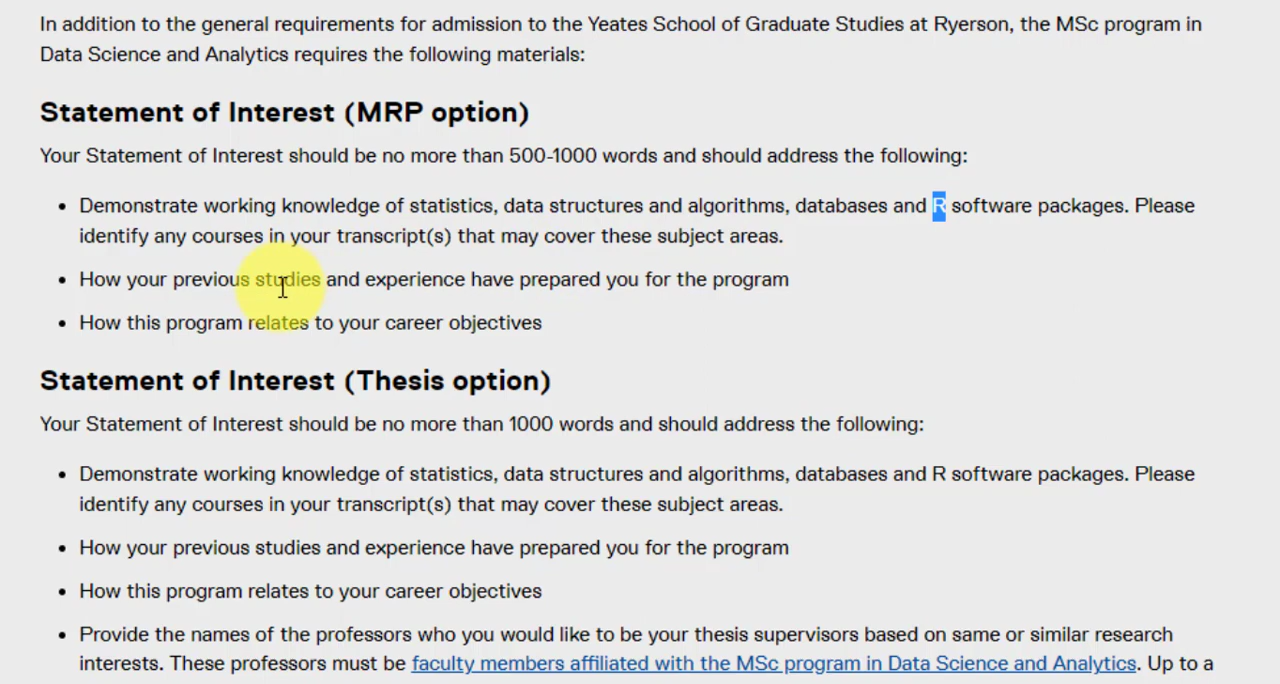 In addition to the general requirements for admission to the Yeates School of Graduate Studies at Ryerson, the MSc program in
Data Science and Analytics requires the following materials:
Statement of Interest (MRP option)
Your Statement of Interest should be no more than 500-1000 words and should address the following:
• Demonstrate working knowledge of statistics, data structures and algorithms, databases and R software packages. Please
identify any courses in your transcript(s) that may cover these subject areas.
• How your previous studies and experience have prepared you for the program
• How this program relates to your career objectives
Statement of Interest (Thesis option)
Your Statement of Interest should be no more than 1000 words and should address the following:
• Demonstrate working knowledge of statistics, data structures and algorithms, databases and R software packages. Please
identify any courses in your transcript(s) that may cover these subject areas.
• How your previous studies and experience have prepared you for the program
• How this program relates to your career objectives
• Provide the names of the professors who you would like to be your thesis supervisors based on same or similar research
interests. These professors must be faculty members affiliated with the MSc program in Data Science and Analytics. Up to a